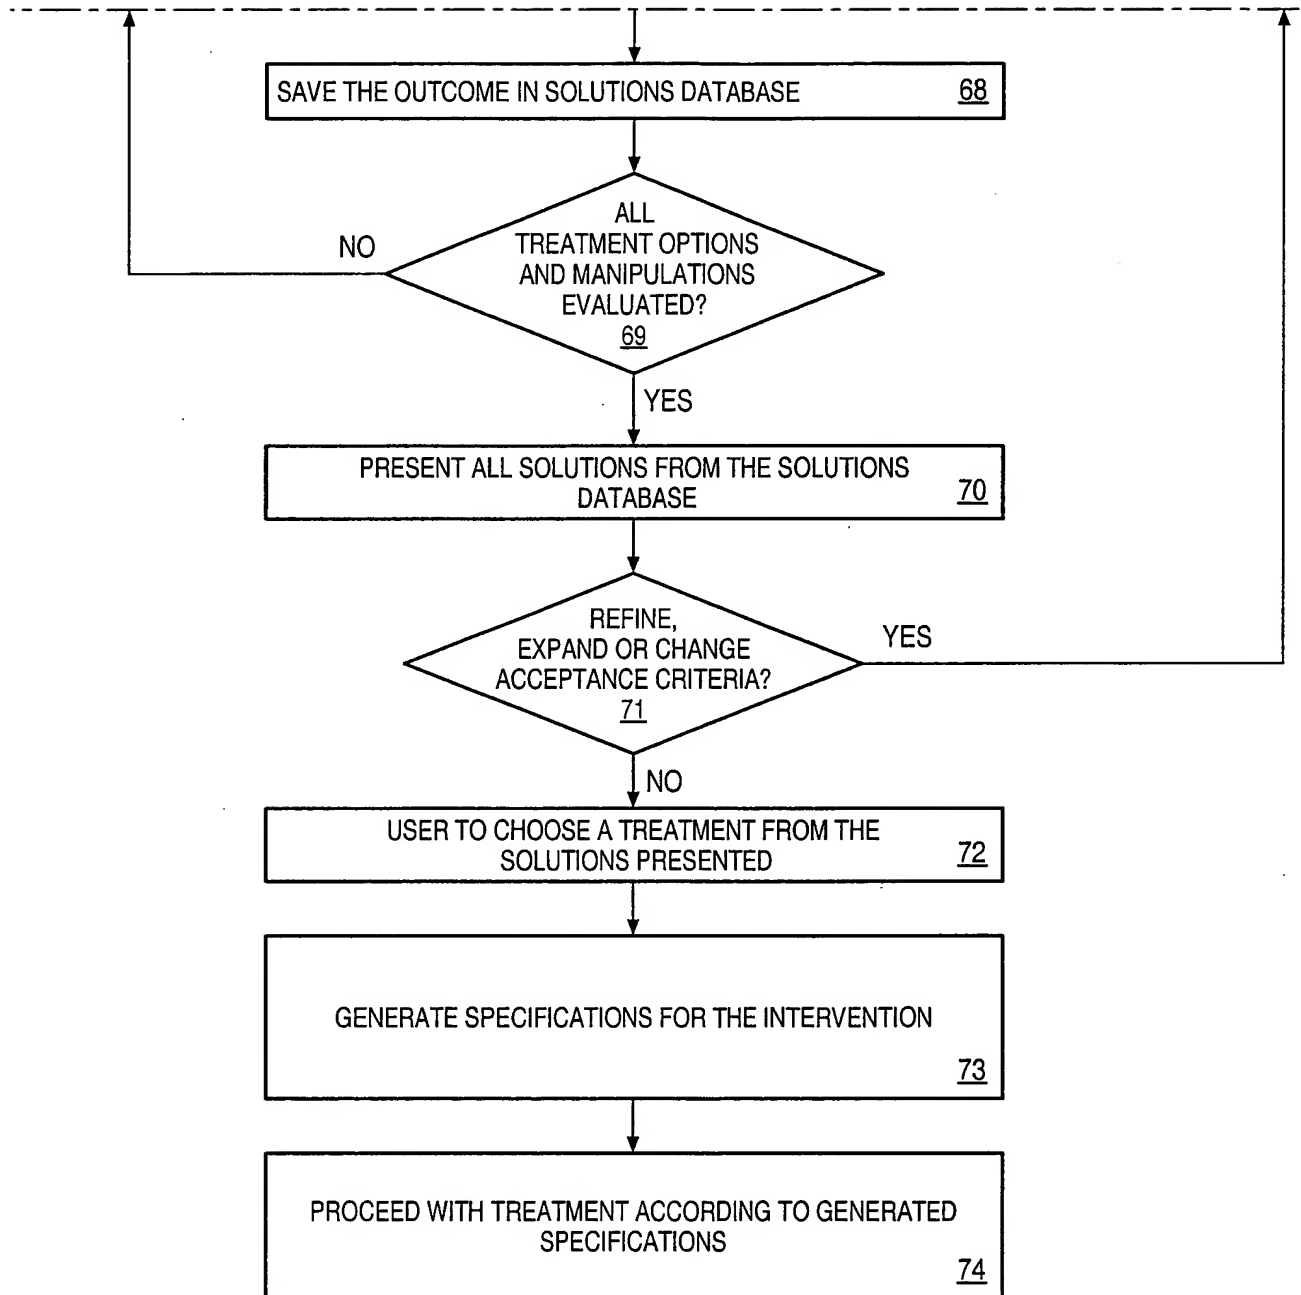 SAVE THE OUTCOME IN SOLUTIONS DATABASE 68
ALL
TREATMENT OPTIONS
AND MANIPULATIONS
EVALUATED?
69
NO
YES
PRESENT ALL SOLUTIONS FROM THE SOLUTIONS
DATABASE
70
REFINE,
EXPAND OR CHANGE
ACCEPTANCE CRITERIA?
71
YES
NO
USER TO CHOOSE A TREATMENT FROM THE
SOLUTIONS PRESENTED
72
GENERATE SPECIFICATIONS FOR THE INTERVENTION
73
PROCEED WITH TREATMENT ACCORDING TO GENERATED
SPECIFICATIONS
74